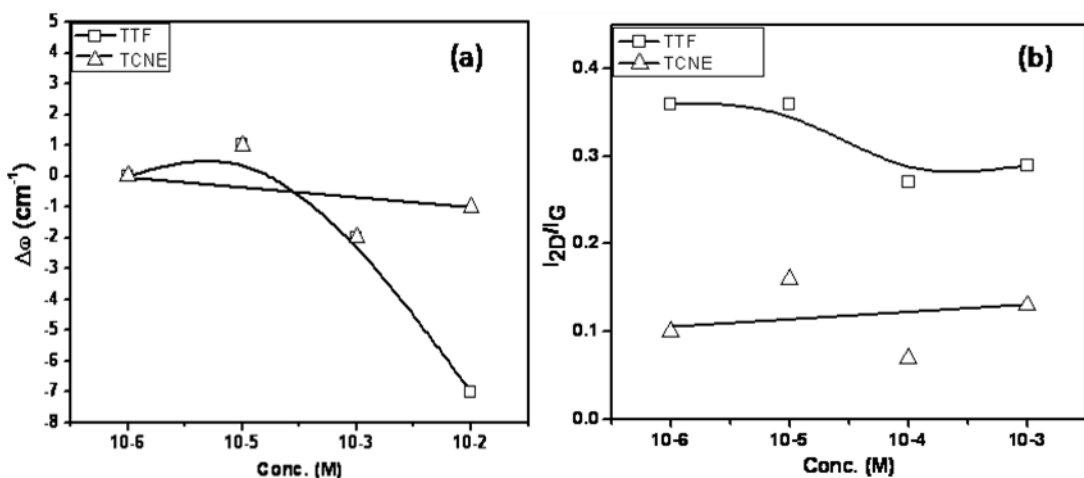 TTF
TCNE
(a)
5
4
3
2
1
0
-1
-2
-3
-4
-5
-6
-7
-8
Δω (cm-1)
10-6
10-5
10-3
10-2
Conc. (M)
TTF
TCNE
(b)
0.4
0.3
0.2
0.1
0.0
I2D/IG
10-6
10-5
10-4
10-3
Conc. (M)